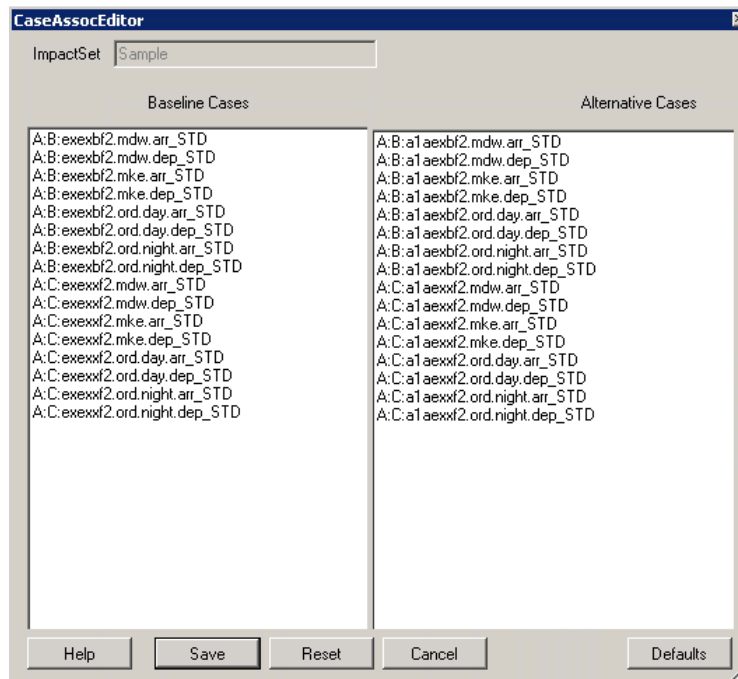 CaseAssocEditor
ImpactSet Sample
Baseline Cases
Alternative Cases
A:B:exexbf2.mdw.arr_STD
A:B:exexbf2.mdw.dep_STD
A:B:exexbf2.mke.arr_STD
A:B:exexbf2.mke.dep_STD
A:B:exexbf2.ord.day.arr_STD
A:B:exexbf2.ord.day.dep_STD
A:B:exexbf2.ord.night.arr_STD
A:B:exexbf2.ord.night.dep_STD
A:C:exexxf2.mdw.arr_STD
A:C:exexxf2.mdw.dep_STD
A:C:exexxf2.mke.arr_STD
A:C:exexxf2.mke.dep_STD
A:C:exexxf2.ord.day.arr_STD
A:C:exexxf2.ord.day.dep_STD
A:C:exexxf2.ord.night.arr_STD
A:C:exexxf2.ord.night.dep_STD
A:B:a1aexbf2.mdw.arr_STD
A:B:a1aexbf2.mdw.dep_STD
A:B:a1aexbf2.mke.arr_STD
A:B:a1aexbf2.mke.dep_STD
A:B:a1aexbf2.ord.day.arr_STD
A:B:a1aexbf2.ord.day.dep_STD
A:B:a1aexbf2.ord.night.arr_STD
A:B:a1aexbf2.ord.night.dep_STD
A:C:a1aexxf2.mdw.arr_STD
A:C:a1aexxf2.mdw.dep_STD
A:C:a1aexxf2.mke.arr_STD
A:C:a1aexxf2.mke.dep_STD
A:C:a1aexxf2.ord.day.arr_STD
A:C:a1aexxf2.ord.day.dep_STD
A:C:a1aexxf2.ord.night.arr_STD
A:C:a1aexxf2.ord.night.dep_STD
Help Save Reset Cancel Defaults